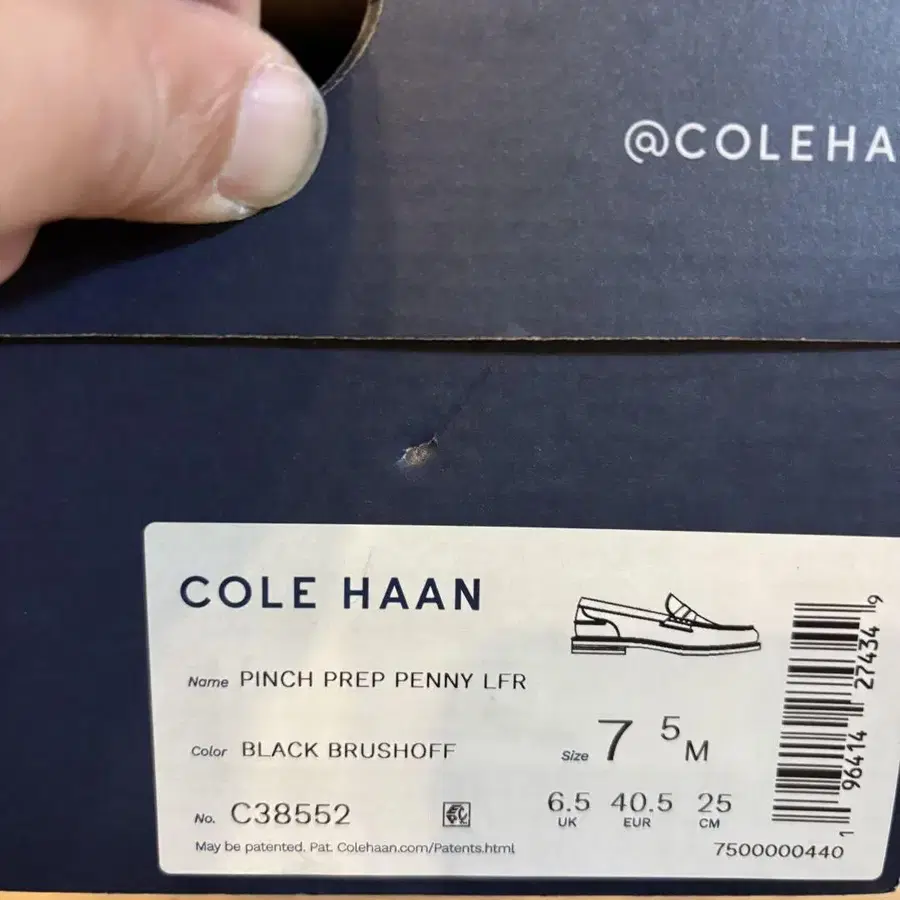 @COLEHA
COLE HAAN
Name PINCH PREP PENNY LFR
Color BLACK BRUSHOFF
Size 7 5 M
No. C38552
6.5 40.5 25
UK EUR CM
May be patented. Pat. Colehaan.com/Patents.html
7500000440
1 96414 27434 9